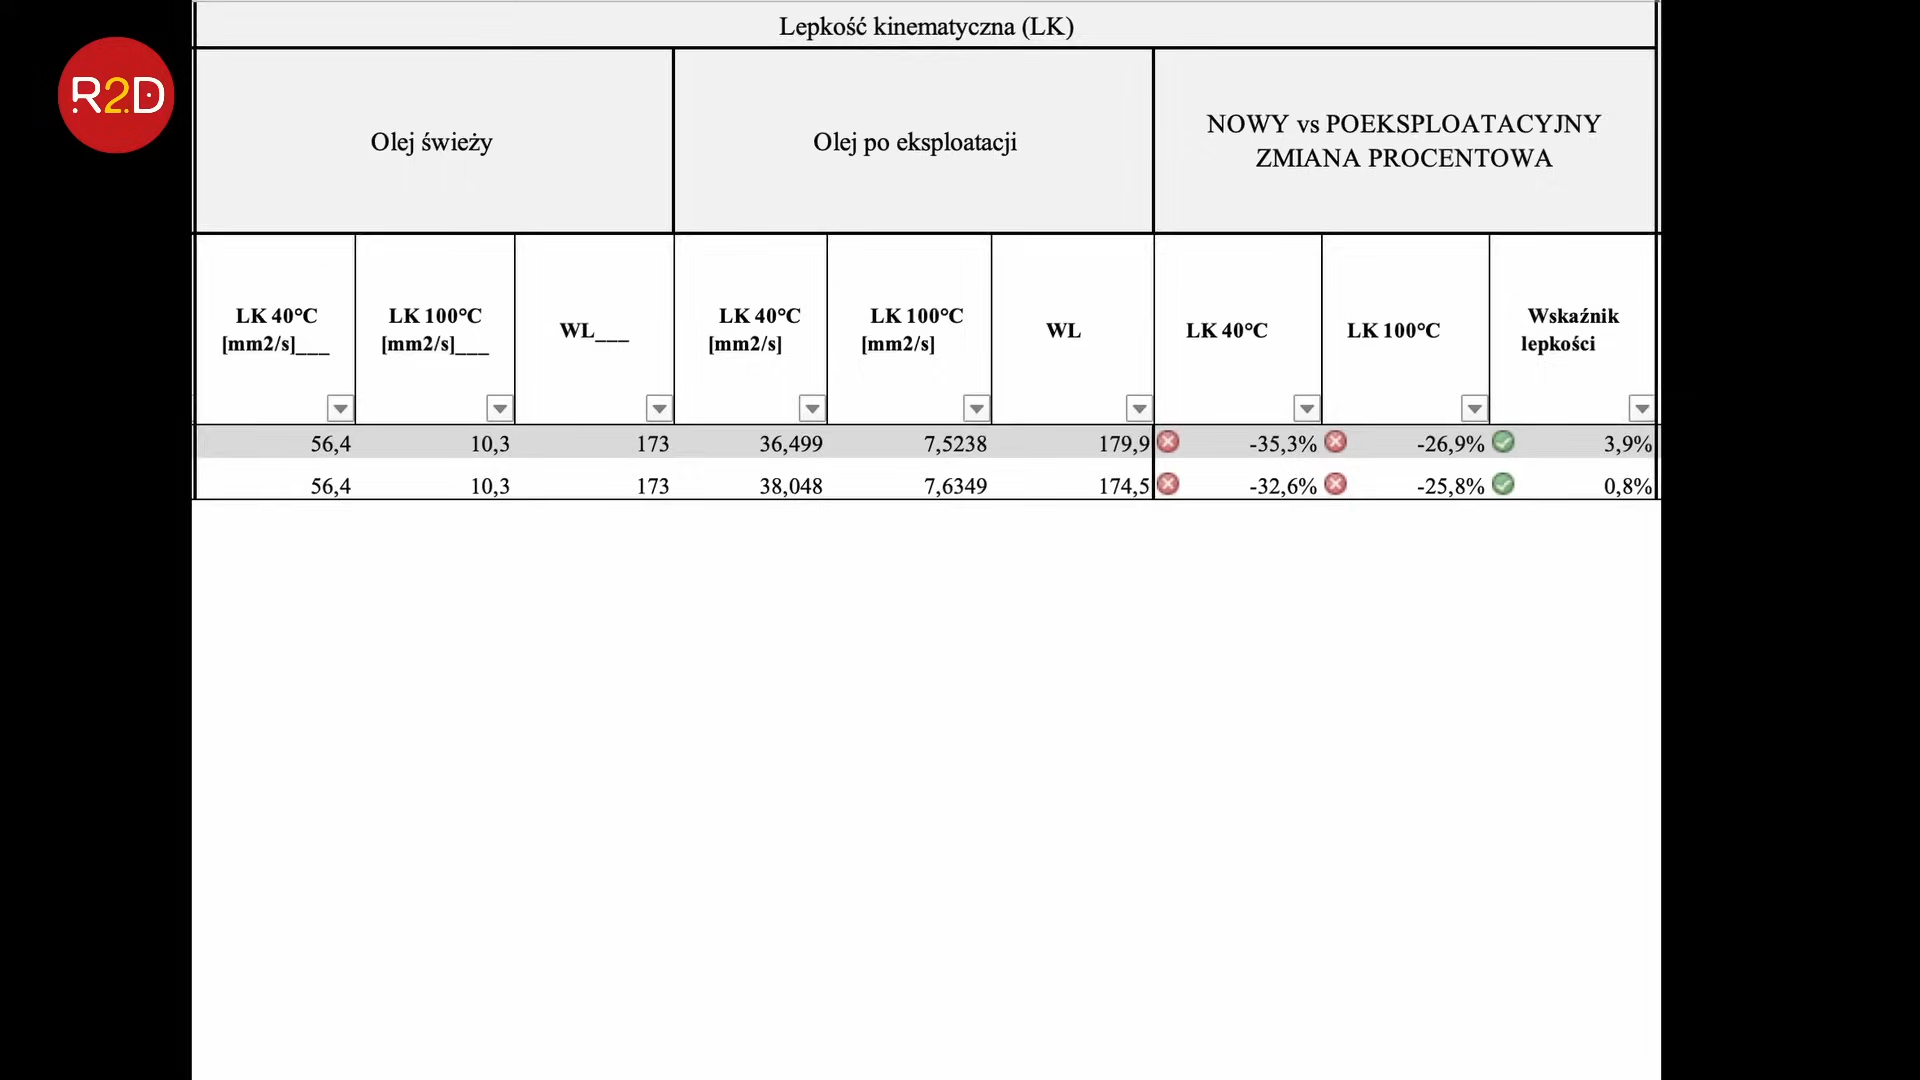 Lepkość kinematyczna (LK)
R2D
Olej świeży
Olej po eksploatacji
NOWY vs POEKSPLOATACYJNY
ZMIANA PROCENTOWA
LK 40°C
[mm2/s]___
LK 100°C
[mm2/s]___
WL___
LK 40°C
[mm2/s]
LK 100°C
[mm2/s]
WL
LK 40°C
LK 100°C
Wskaźnik
lepkości
56,4 10,3 173 36,499 7,5238 179,9 -35,3% -26,9% 3,9%
56,4 10,3 173 38,048 7,6349 174,5 -32,6% -25,8% 0,8%